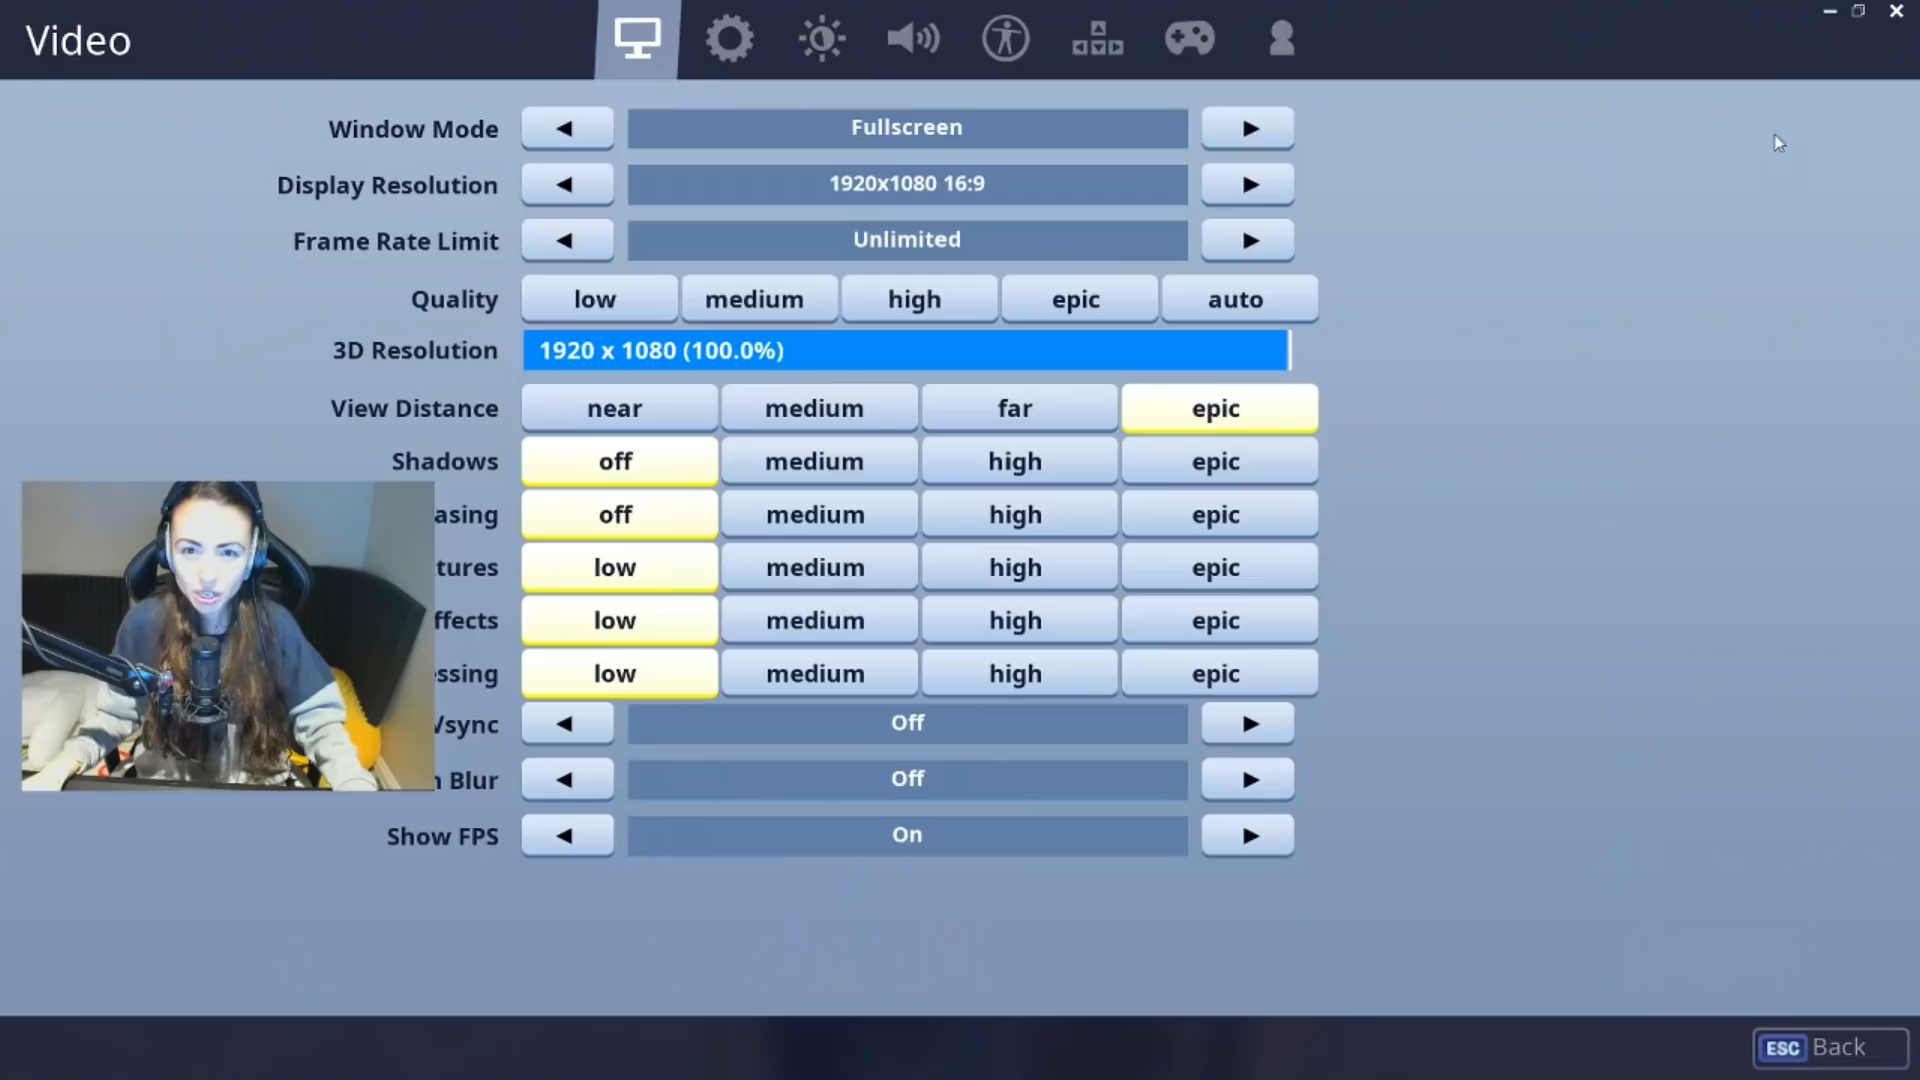 Video
Window Mode ◀ Fullscreen ▶
Display Resolution ◀ 1920x1080 16:9 ▶
Frame Rate Limit ◀ Unlimited ▶
Quality low medium high epic auto
3D Resolution 1920 x 1080 (100.0%)
View Distance near medium far epic
Shadows off medium high epic
asing off medium high epic
tures low medium high epic
ffects low medium high epic
ssing low medium high epic
Vsync ◀ Off ▶
Blur ◀ Off ▶
Show FPS ◀ On ▶
ESC Back